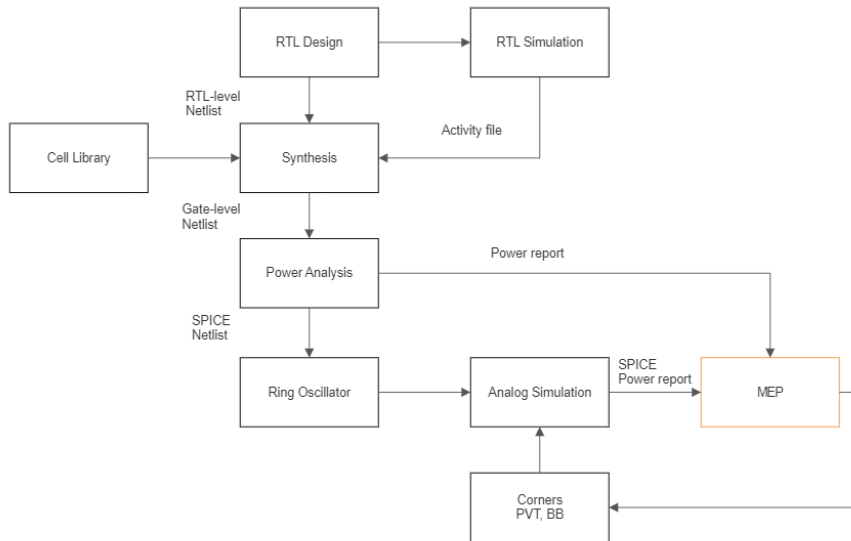 RTL Design
RTL Simulation
RTL-level
Netlist
Activity file
Cell Library
Synthesis
Gate-level
Netlist
Power report
Power Analysis
SPICE
Netlist
SPICE
Power report
Ring Oscillator
Analog Simulation
MEP
Corners
PVT, BB